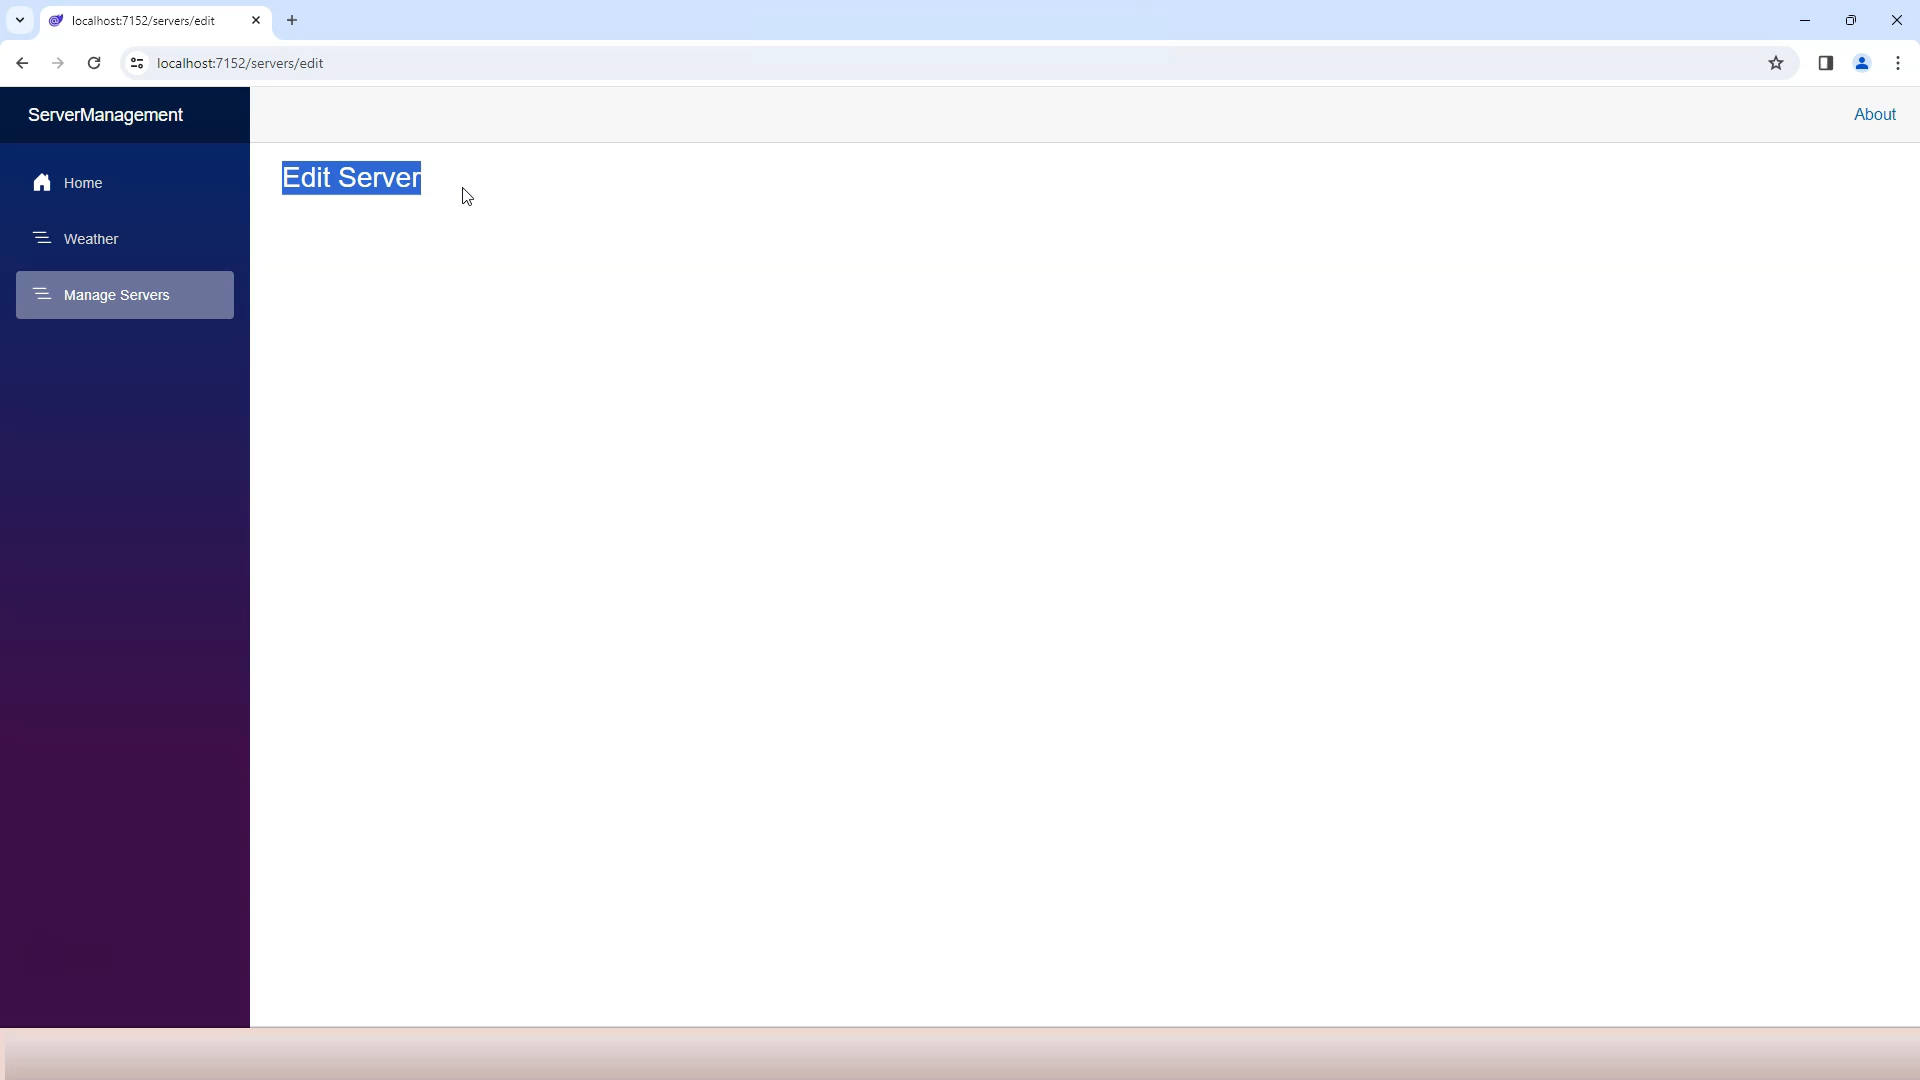 localhost:7152/servers/edit
localhost:7152/servers/edit
ServerManagement
About
Home
Edit Server
Weather
Manage Servers